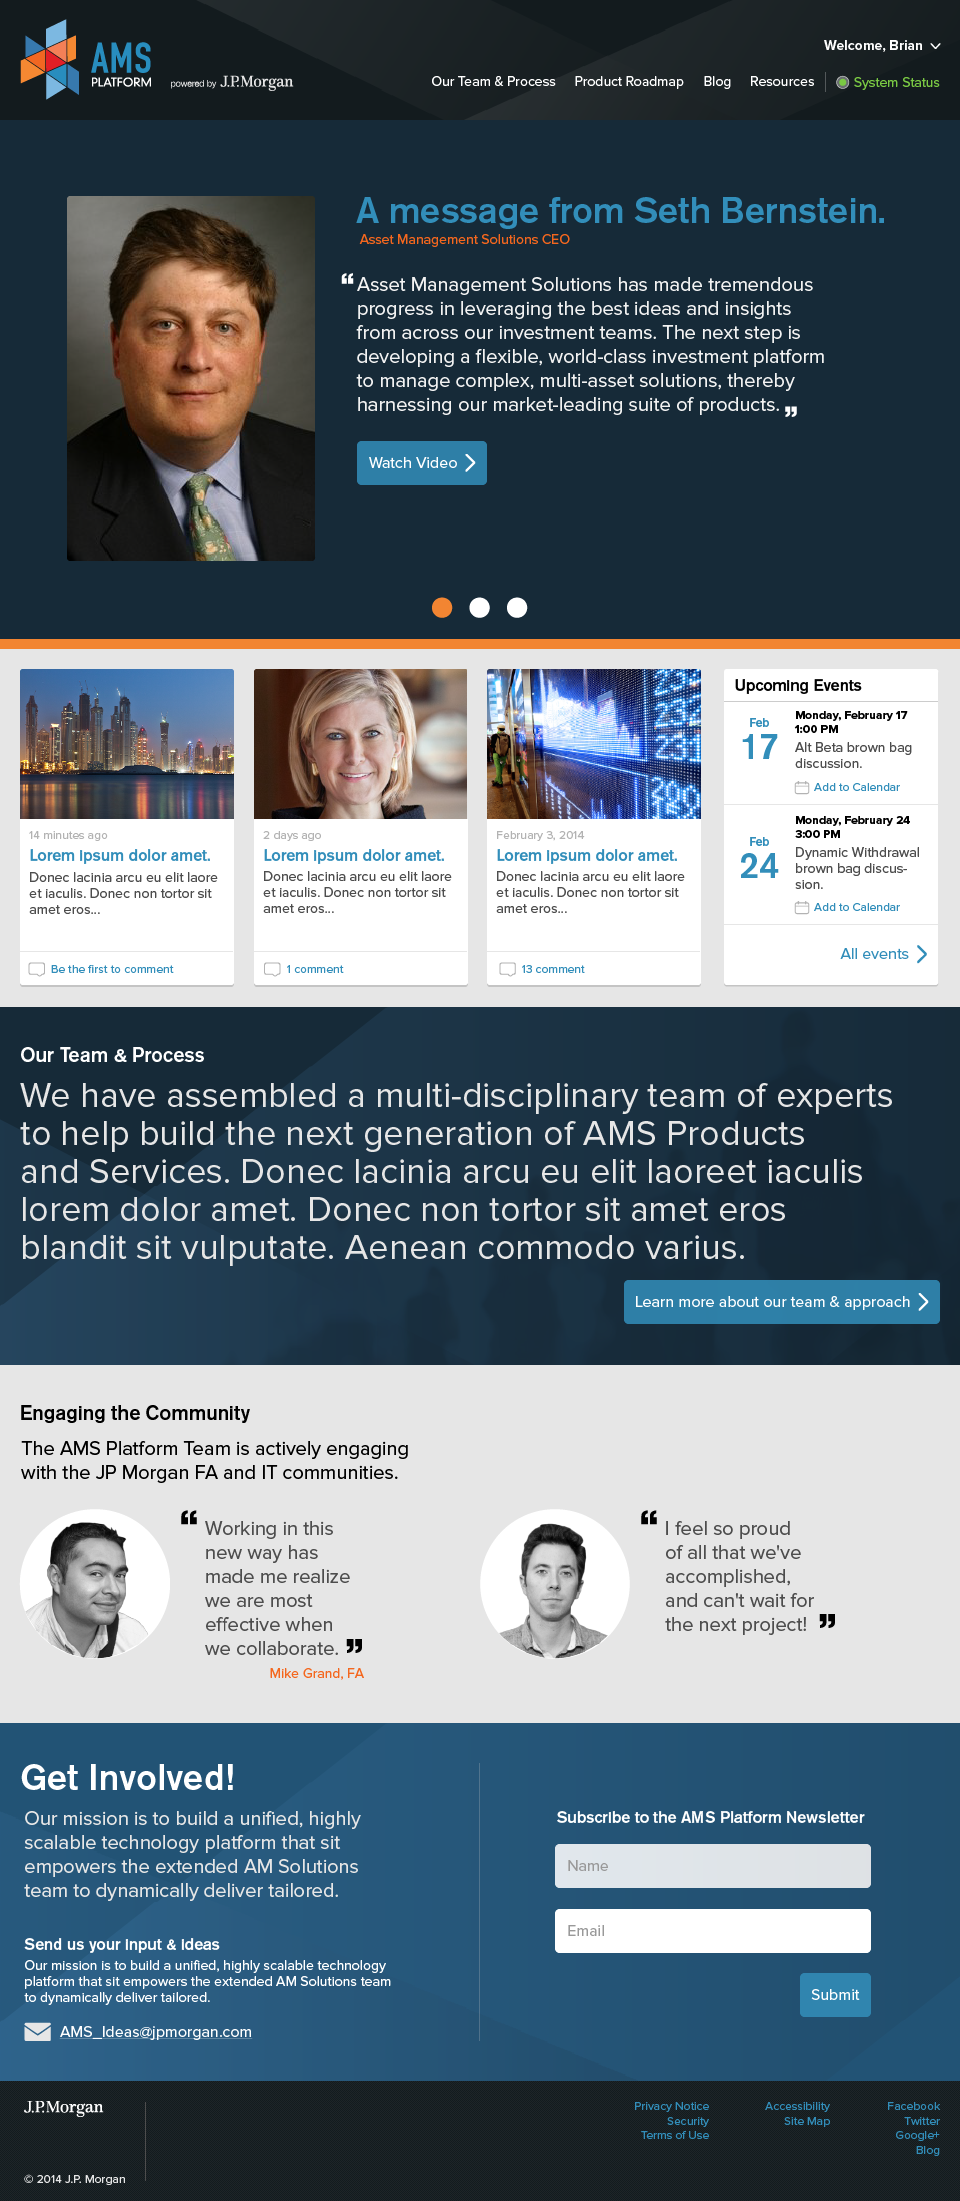 AMS
PLATFORM
powered by J.P.Morgan
Welcome, Brian
Our Team & Process
Product Roadmap
Blog
Resources
System Status
A message from Seth Bernstein.
Asset Management Solutions CEO
“Asset Management Solutions has made tremendous
progress in leveraging the best ideas and insights
from across our investment teams. The next step is
developing a flexible, world-class investment platform
to manage complex, multi-asset solutions, thereby
harnessing our market-leading suite of products.”
Watch Video
14 minutes ago
Lorem ipsum dolor amet.
Donec lacinia arcu eu elit laore
et iaculis. Donec non tortor sit
amet eros...
Be the first to comment
2 days ago
Lorem ipsum dolor amet.
Donec lacinia arcu eu elit laore
et iaculis. Donec non tortor sit
amet eros...
1 comment
February 3, 2014
Lorem ipsum dolor amet.
Donec lacinia arcu eu elit laore
et iaculis. Donec non tortor sit
amet eros...
13 comment
Upcoming Events
Feb
17
Monday, February 17
1:00 PM
Alt Beta brown bag
discussion.
Add to Calendar
Feb
24
Monday, February 24
3:00 PM
Dynamic Withdrawal
brown bag discus-
sion.
Add to Calendar
All events
Our Team & Process
We have assembled a multi-disciplinary team of experts
to help build the next generation of AMS Products
and Services. Donec lacinia arcu eu elit laoreet iaculis
lorem dolor amet. Donec non tortor sit amet eros
blandit sit vulputate. Aenean commodo varius.
Learn more about our team & approach
Engaging the Community
The AMS Platform Team is actively engaging
with the JP Morgan FA and IT communities.
“Working in this
new way has
made me realize
we are most
effective when
we collaborate.”
Mike Grand, FA
“I feel so proud
of all that we've
accomplished,
and can't wait for
the next project!”
Get Involved!
Our mission is to build a unified, highly
scalable technology platform that sit
empowers the extended AM Solutions
team to dynamically deliver tailored.
Send us your input & ideas
Our mission is to build a unified, highly scalable technology
platform that sit empowers the extended AM Solutions team
to dynamically deliver tailored.
AMS_Ideas@jpmorgan.com
Subscribe to the AMS Platform Newsletter
Name
Email
Submit
J.P.Morgan
© 2014 J.P. Morgan
Privacy Notice
Security
Terms of Use
Accessibility
Site Map
Facebook
Twitter
Google+
Blog